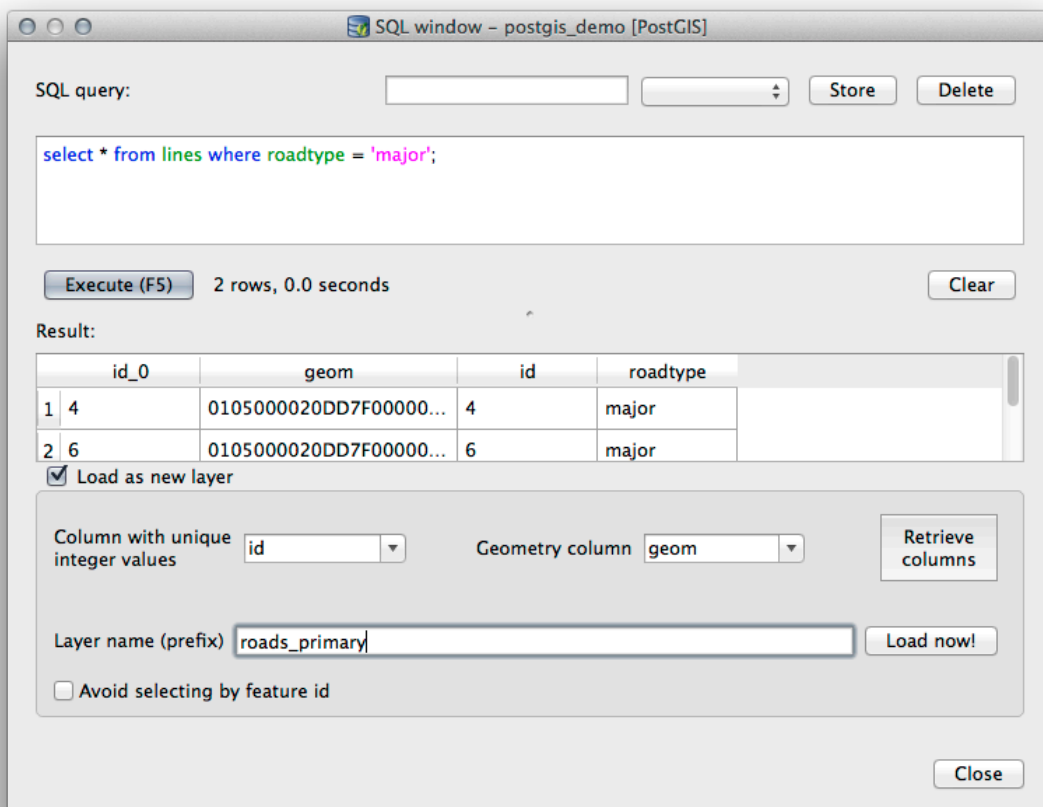 SQL window – postgis_demo [PostGIS]
SQL query:
Store
Delete
select * from lines where roadtype = 'major';
Execute (F5)
2 rows, 0.0 seconds
Clear
Result:
id_0 geom id roadtype
1 4 0105000020DD7F00000... 4 major
2 6 0105000020DD7F00000... 6 major
Load as new layer
Column with unique
integer values
id
Geometry column
geom
Retrieve
columns
Layer name (prefix)
roads_primary
Load now!
Avoid selecting by feature id
Close